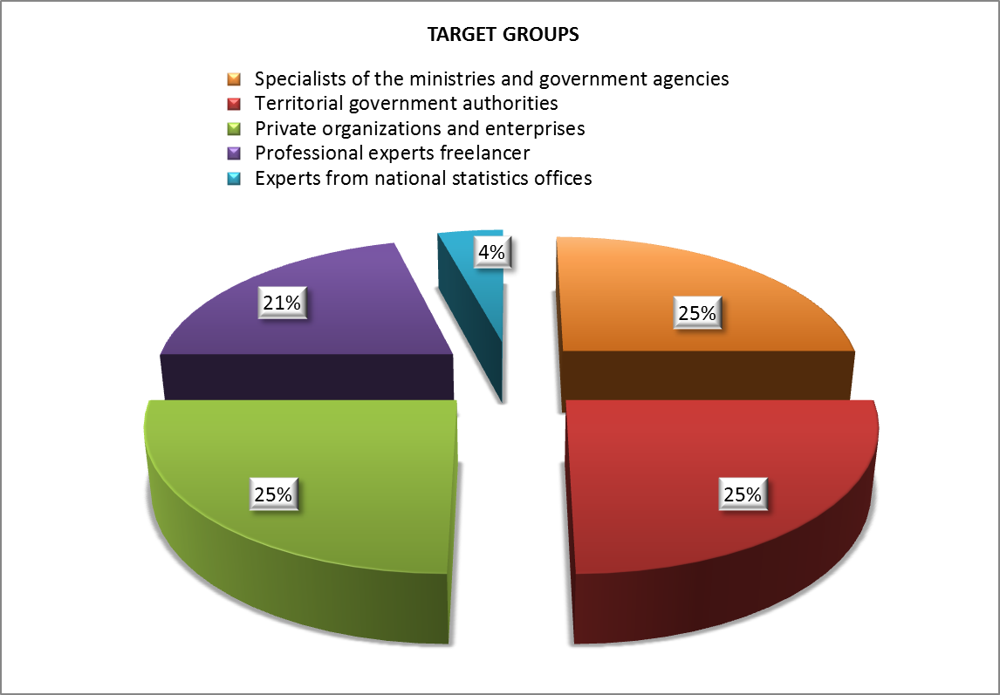 TARGET GROUPS
Specialists of the ministries and government agencies
Territorial government authorities
Private organizations and enterprises
Professional experts freelancer
Experts from national statistics offices
4%
21%
25%
25%
25%